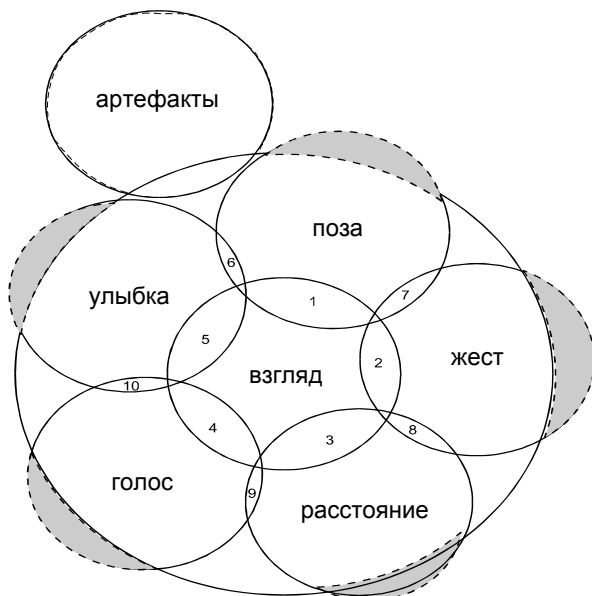 артефакты
поза
6
7
улыбка
1
5
взгляд
2
жест
10
4
3
8
голос
9
расстояние